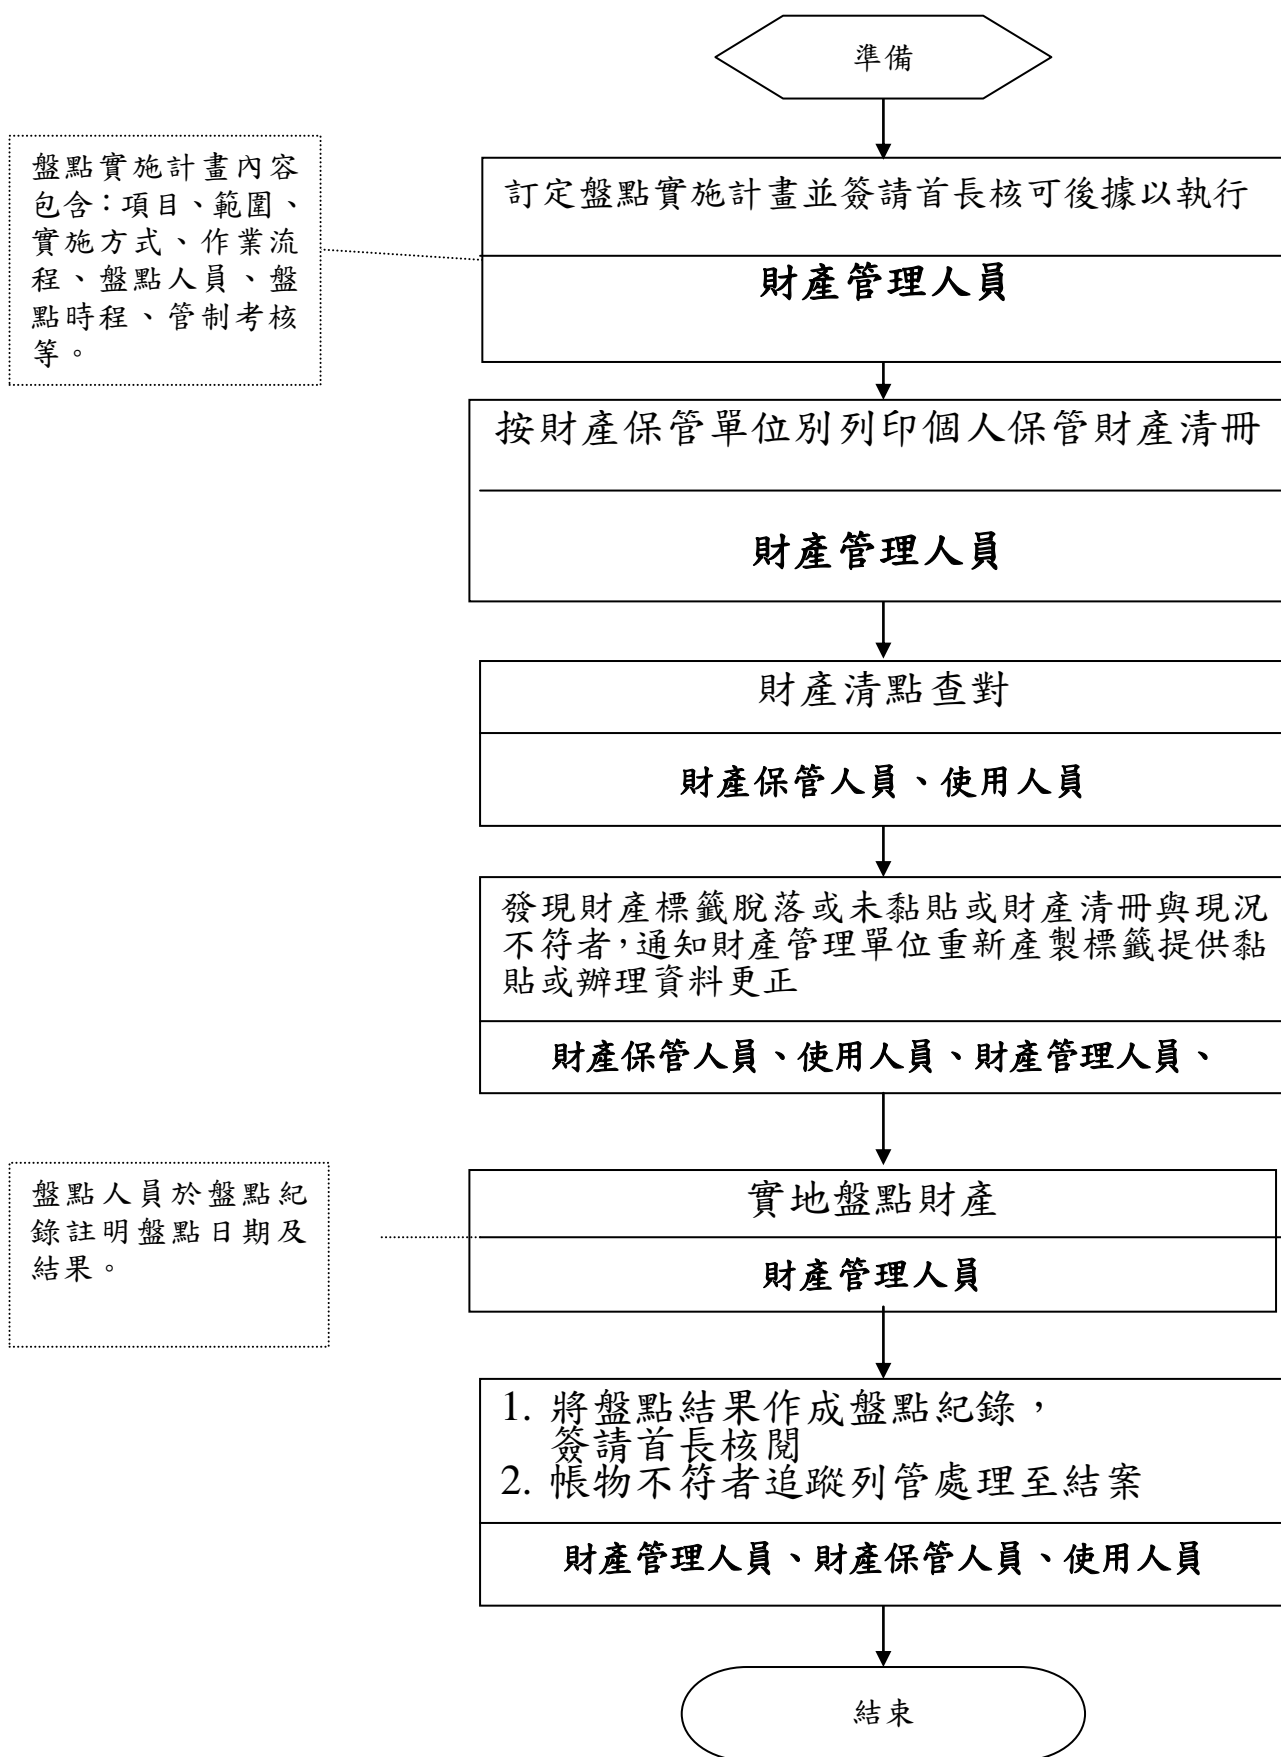 準備
盤點實施計畫內容
包含：項目、範圍、
實施方式、作業流
程、盤點人員、盤
點時程、管制考核
等。
訂定盤點實施計畫並簽請首長核可後據以執行
財產管理人員
按財產保管單位別列印個人保管財產清冊
財產管理人員
財產清點查對
財產保管人員、使用人員
發現財產標籤脫落或未黏貼或財產清冊與現況
不符者，通知財產管理單位重新產製標籤提供黏
貼或辦理資料更正
財產保管人員、使用人員、財產管理人員、
盤點人員於盤點紀
錄註明盤點日期及
結果。
實地盤點財產
財產管理人員
1. 將盤點結果作成盤點紀錄，
簽請首長核閱
2. 帳物不符者追蹤列管處理至結案
財產管理人員、財產保管人員、使用人員
結束